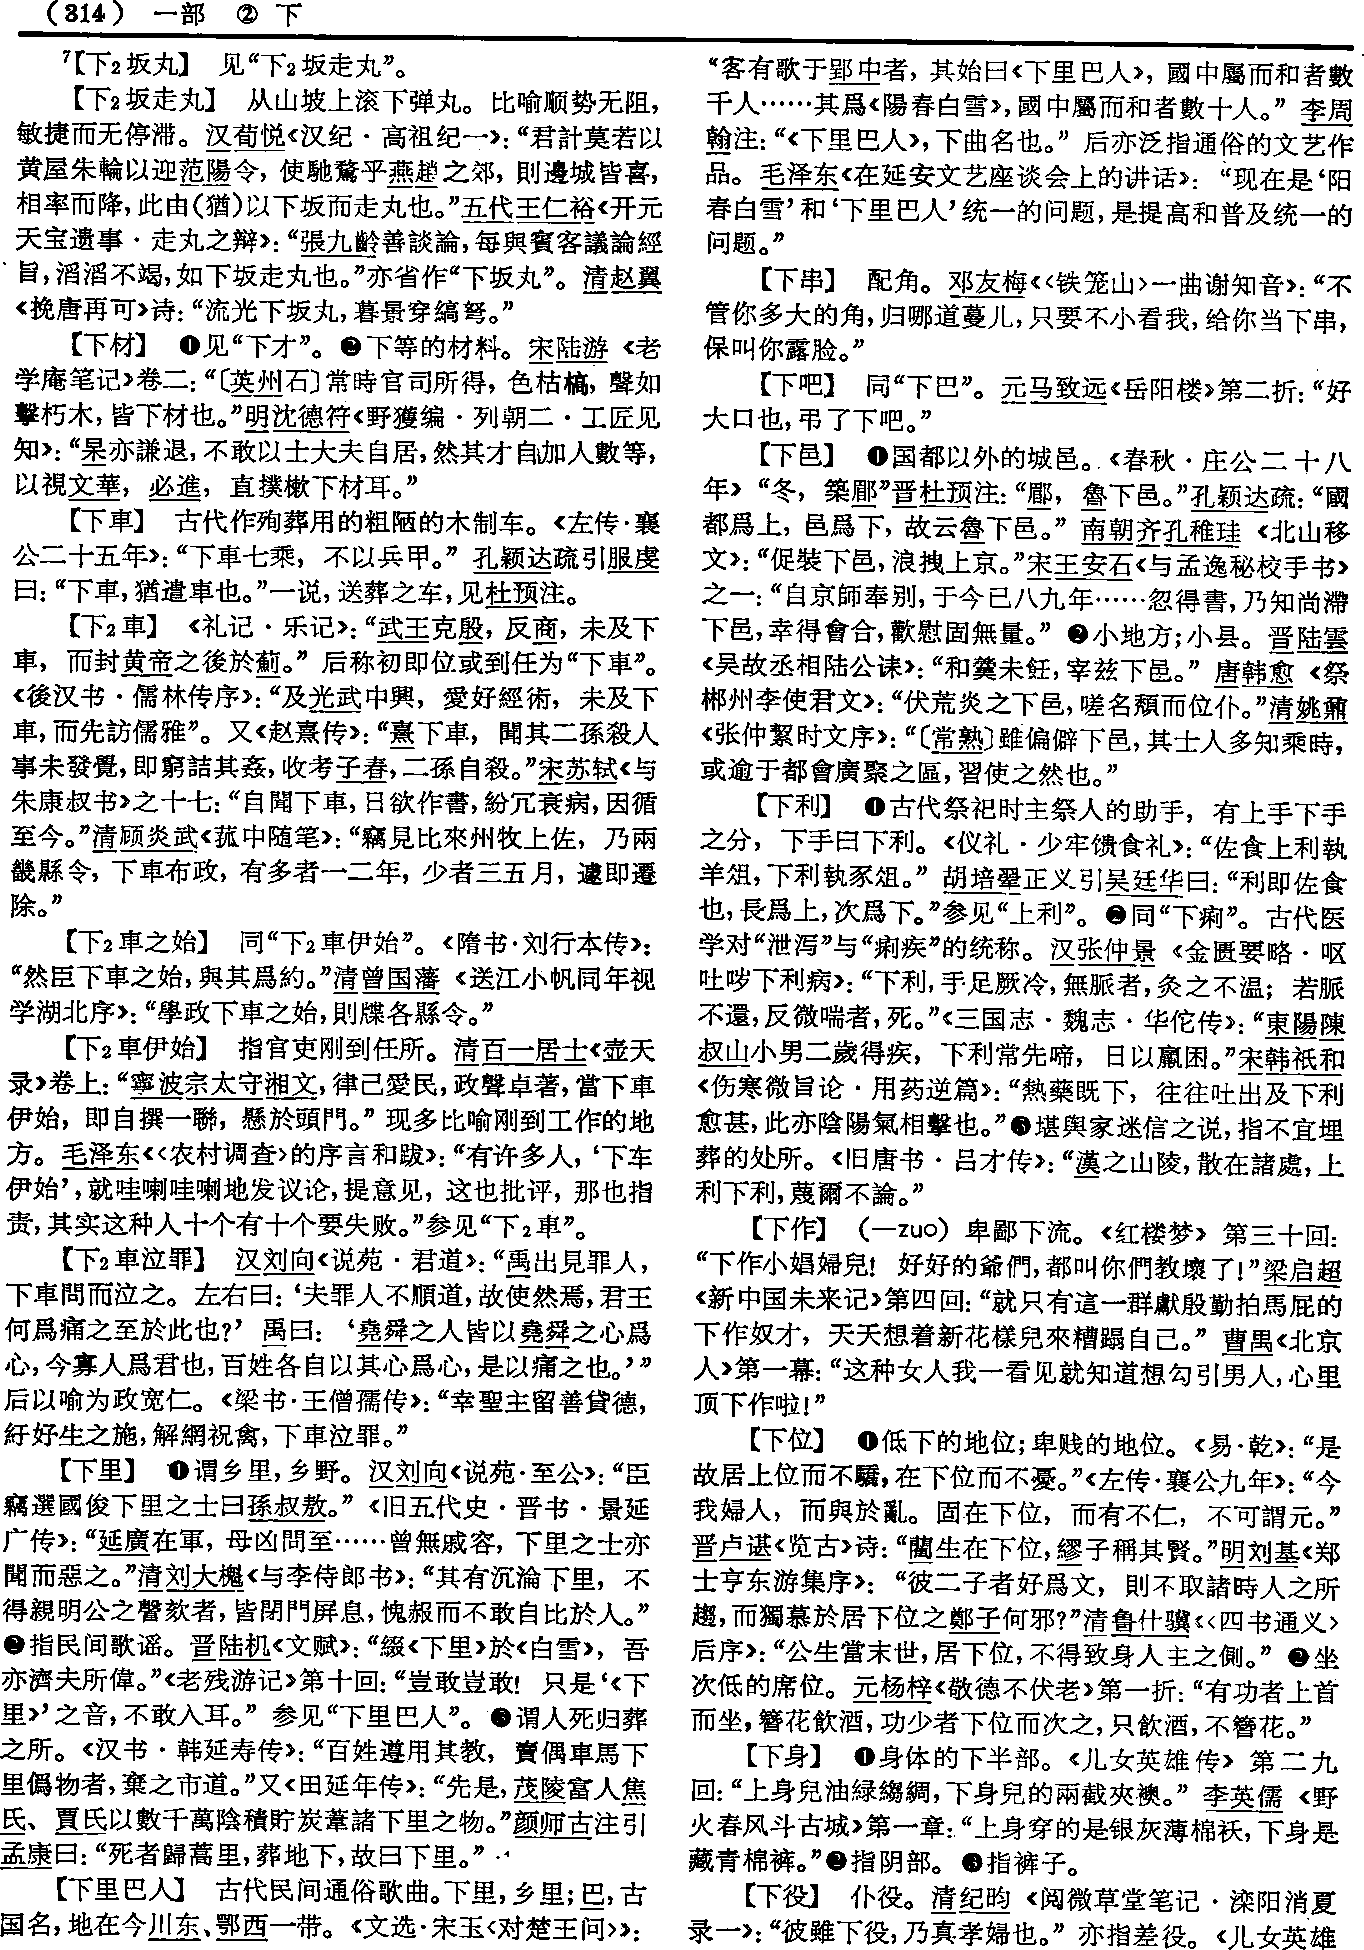 （314） 一部 ② 下
⁷【下₂坂丸】 见“下₂坂走丸”。
【下₂坂走丸】 从山坡上滚下弹丸。比喻顺势无阻，
敏捷而无停滞。汉荀悦《汉纪·高祖纪一》：“君計莫若以
黄屋朱輪以迎范陽令，使馳騖乎燕趙之郊，則邊城皆喜，
相率而降，此由(猶)以下坂而走丸也。”五代王仁裕《开元
天宝遗事·走丸之辩》：“張九齡善談論，每與賓客議論經
旨，滔滔不竭，如下坂走丸也。”亦省作“下坂丸”。清赵翼
《挽唐再可》诗：“流光下坂丸，暮景穿縞弩。”
【下材】 ❶见“下才”。❷下等的材料。宋陆游《老
学庵笔记》卷二：“〔英州石〕常時官司所得，色枯槁，聲如
擊朽木，皆下材也。”明沈德符《野獲编·列朝二·工匠见
知》：“杲亦謙退，不敢以士大夫自居，然其才自加人數等，
以視文華，必進，直撲樕下材耳。”
【下車】 古代作殉葬用的粗陋的木制车。《左传·襄
公二十五年》：“下車七乘，不以兵甲。”孔颖达疏引服虔
曰：“下車，猶遣車也。”一说，送葬之车，见杜预注。
【下₂車】 《礼记·乐记》：“武王克殷，反商，未及下
車，而封黄帝之後於薊。”后称初即位或到任为“下車”。
《後汉书·儒林传序》：“及光武中興，愛好經術，未及下
車，而先訪儒雅”。又《赵熹传》：“熹下車，聞其二孫殺人
事未發覺，即窮詰其姦，收考子春，二孫自殺。”宋苏轼《与
朱康叔书》之十七：“自聞下車，日欲作書，紛冗衰病，因循
至今。”清顾炎武《菰中随笔》：“竊見比來州牧上佐，乃兩
畿縣令，下車布政，有多者一二年，少者三五月，遽即遷
除。”
【下₂車之始】 同“下₂車伊始”。《隋书·刘行本传》：
“然臣下車之始，與其爲約。”清曾国藩《送江小帆同年视
学湖北序》：“學政下車之始，則牒各縣令。”
【下₂車伊始】 指官吏刚到任所。清百一居士《壶天
录》卷上：“寧波宗太守湘文，律己愛民，政聲卓著，當下車
伊始，即自撰一聯，懸於頭門。”现多比喻刚到工作的地
方。毛泽东《〈农村调查〉的序言和跋》：“有许多人，‘下车
伊始’，就哇喇哇喇地发议论，提意见，这也批评，那也指
责，其实这种人十个有十个要失败。”参见“下₂車”。
【下₂車泣罪】 汉刘向《说苑·君道》：“禹出見罪人，
下車問而泣之。左右曰：‘夫罪人不順道，故使然焉，君王
何爲痛之至於此也？’禹曰：‘堯舜之人皆以堯舜之心爲
心，今寡人爲君也，百姓各自以其心爲心，是以痛之也。’”
后以喻为政宽仁。《梁书·王僧孺传》：“幸聖主留善貸德，
紆好生之施，解網祝禽，下車泣罪。”
【下里】 ❶谓乡里，乡野。汉刘向《说苑·至公》：“臣
竊選國俊下里之士曰孫叔敖。”《旧五代史·晋书·景延
广传》：“延廣在軍，母凶問至……曾無戚容，下里之士亦
聞而惡之。”清刘大櫆《与李侍郎书》：“其有沉淪下里，不
得親明公之謦欬者，皆閉門屏息，愧赧而不敢自比於人。”
❷指民间歌谣。晋陆机《文赋》：“綴《下里》於《白雪》，吾
亦濟夫所偉。”《老残游记》第十回：“豈敢豈敢！只是‘《下
里》’之音，不敢入耳。”参见“下里巴人”。❸谓人死归葬
之所。《汉书·韩延寿传》：“百姓遵用其教，賣偶車馬下
里僞物者，棄之市道。”又《田延年传》：“先是，茂陵富人焦
氏、賈氏以數千萬陰積貯炭葦諸下里之物。”颜师古注引
孟康曰：“死者歸蒿里，葬地下，故曰下里。”
【下里巴人】 古代民间通俗歌曲。下里，乡里；巴，古
国名，地在今川东、鄂西一带。《文选·宋玉〈对楚王问〉》：
“客有歌于郢中者，其始曰《下里巴人》，國中屬而和者數
千人……其爲《陽春白雪》，國中屬而和者數十人。”李周
翰注：“《下里巴人》，下曲名也。”后亦泛指通俗的文艺作
品。毛泽东《在延安文艺座谈会上的讲话》：“现在是‘阳
春白雪’和‘下里巴人’统一的问题，是提高和普及统一的
问题。”
【下串】 配角。邓友梅《〈铁笼山〉一曲谢知音》：“不
管你多大的角，归哪道蔓儿，只要不小看我，给你当下串，
保叫你露脸。”
【下吧】 同“下巴”。元马致远《岳阳楼》第二折：“好
大口也，弔了下吧。”
【下邑】 ❶国都以外的城邑。《春秋·庄公二十八
年》“冬，築郿”晋杜预注：“郿，魯下邑。”孔颖达疏：“國
都爲上，邑爲下，故云魯下邑。”南朝齐孔稚珪《北山移
文》：“促裝下邑，浪拽上京。”宋王安石《与孟逸秘校手书》
之一：“自京師奉别，于今已八九年……忽得書，乃知尚滯
下邑，幸得會合，歡慰固無量。”❷小地方；小县。晋陆雲
《吴故丞相陆公诔》：“和羹未飪，宰兹下邑。”唐韩愈《祭
郴州李使君文》：“伏荒炎之下邑，嗟名頽而位仆。”清姚鼐
《张仲絜时文序》：“〔常熟〕雖偏僻下邑，其士人多知乘時，
或逾于都會廣聚之區，習使之然也。”
【下利】 ❶古代祭祀时主祭人的助手，有上手下手
之分，下手曰下利。《仪礼·少牢馈食礼》：“佐食上利執
羊俎，下利執豕俎。”胡培翬正义引吴廷华曰：“利即佐食
也，長爲上，次爲下。”参见“上利”。❷同“下痢”。古代医
学对“泄泻”与“痢疾”的统称。汉张仲景《金匮要略·呕
吐哕下利病》：“下利，手足厥冷，無脈者，灸之不温；若脈
不還，反微喘者，死。”《三国志·魏志·华佗传》：“東陽陳
叔山小男二歲得疾，下利常先啼，日以羸困。”宋韩祗和
《伤寒微旨论·用药逆篇》：“熱藥既下，往往吐出及下利
愈甚，此亦陰陽氣相擊也。”❸堪舆家迷信之说，指不宜埋
葬的处所。《旧唐书·吕才传》：“漢之山陵，散在諸處，上
利下利，蔑爾不論。”
【下作】 （—zuo）卑鄙下流。《红楼梦》第三十回：
“下作小娼婦兒！好好的爺們，都叫你們教壞了！”梁启超
《新中国未来记》第四回：“就只有這一群獻殷勤拍馬屁的
下作奴才，天天想着新花樣兒來糟蹋自己。”曹禺《北京
人》第一幕：“这种女人我一看见就知道想勾引男人，心里
顶下作啦！”
【下位】 ❶低下的地位；卑贱的地位。《易·乾》：“是
故居上位而不驕，在下位而不憂。”《左传·襄公九年》：“今
我婦人，而與於亂。固在下位，而有不仁，不可謂元。”
晋卢谌《览古》诗：“藺生在下位，繆子稱其賢。”明刘基《郑
士亨东游集序》：“彼二子者好爲文，則不取諸時人之所
趨，而獨慕於居下位之鄭子何邪？”清鲁仕骥《〈四书通义〉
后序》：“公生當末世，居下位，不得致身人主之側。”❷坐
次低的席位。元杨梓《敬德不伏老》第一折：“有功者上首
而坐，簪花飲酒，功少者下位而次之，只飲酒，不簪花。”
【下身】 ❶身体的下半部。《儿女英雄传》第二九
回：“上身兒油緑縐綢，下身兒的兩截夾襖。”李英儒《野
火春风斗古城》第一章：“上身穿的是银灰薄棉袄，下身是
藏青棉裤。”❷指阴部。❸指裤子。
【下役】 仆役。清纪昀《阅微草堂笔记·滦阳消夏
录一》：“彼雖下役，乃真孝婦也。”亦指差役。《儿女英雄